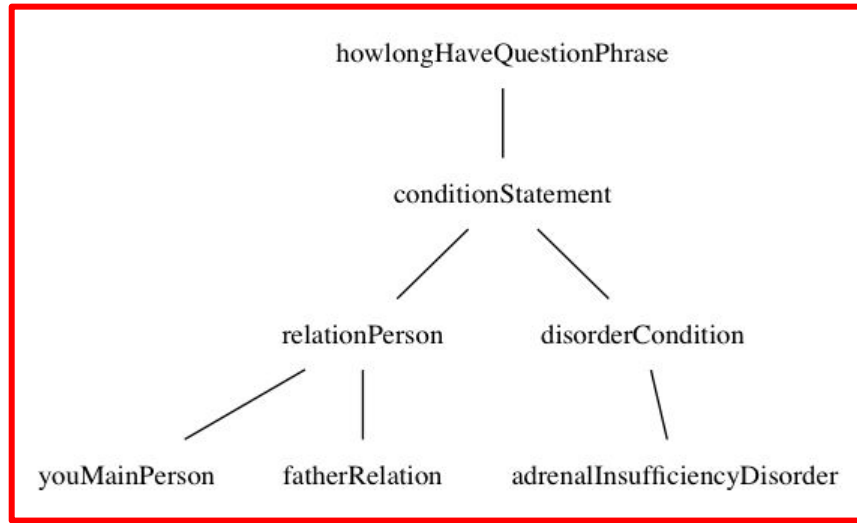 howlongHaveQuestionPhrase
conditionStatement
relationPerson disorderCondition
youMainPerson fatherRelation adrenalInsufficiencyDisorder